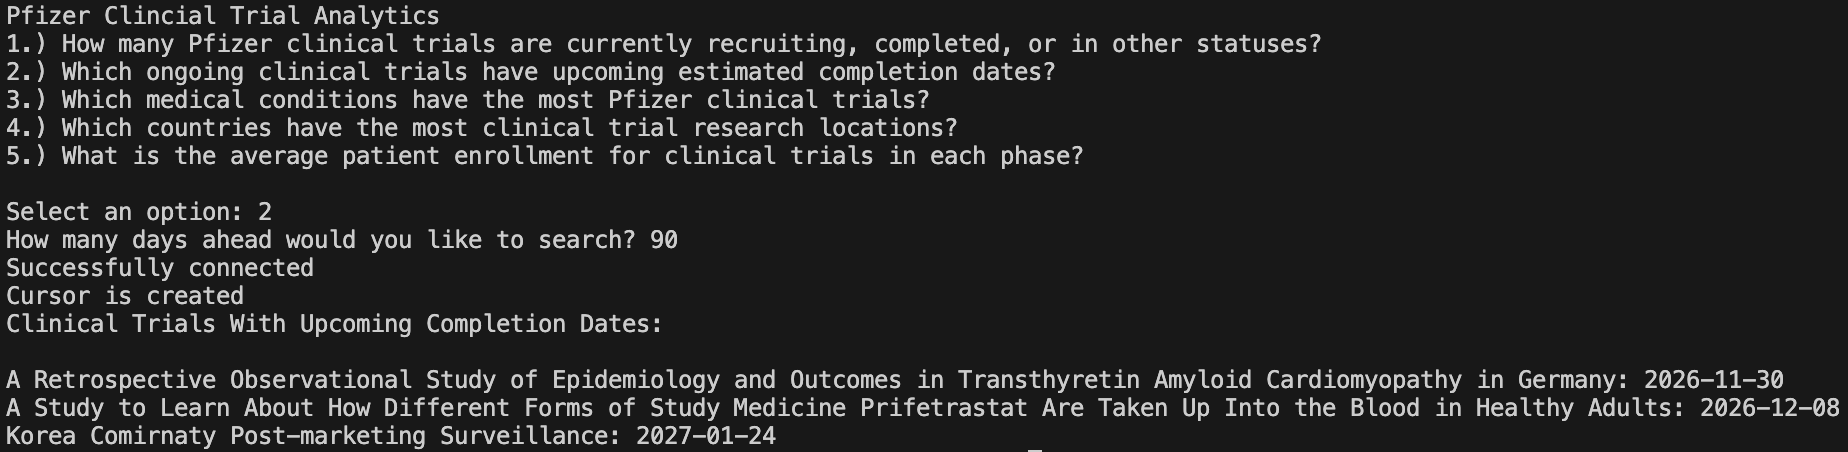 Pfizer Clincial Trial Analytics
1.) How many Pfizer clinical trials are currently recruiting, completed, or in other statuses?
2.) Which ongoing clinical trials have upcoming estimated completion dates?
3.) Which medical conditions have the most Pfizer clinical trials?
4.) Which countries have the most clinical trial research locations?
5.) What is the average patient enrollment for clinical trials in each phase?
Select an option: 2
How many days ahead would you like to search? 90
Successfully connected
Cursor is created
Clinical Trials With Upcoming Completion Dates:
A Retrospective Observational Study of Epidemiology and Outcomes in Transthyretin Amyloid Cardiomyopathy in Germany: 2026-11-30
A Study to Learn About How Different Forms of Study Medicine Prifetrastat Are Taken Up Into the Blood in Healthy Adults: 2026-12-08
Korea Comirnaty Post-marketing Surveillance: 2027-01-24